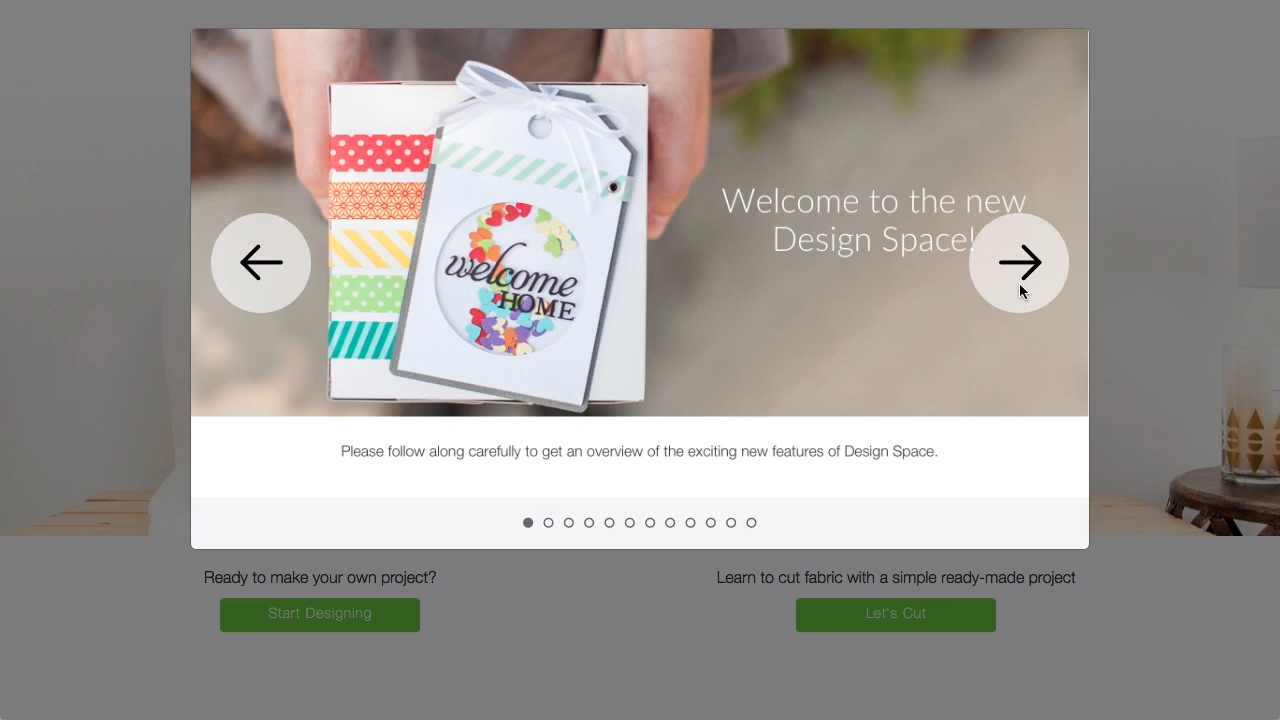 Welcome to the new
Design Space!
welcome
HOME
Please follow along carefully to get an overview of the exciting new features of Design Space.
Ready to make your own project?
Learn to cut fabric with a simple ready-made project
Start Designing
Let's Cut